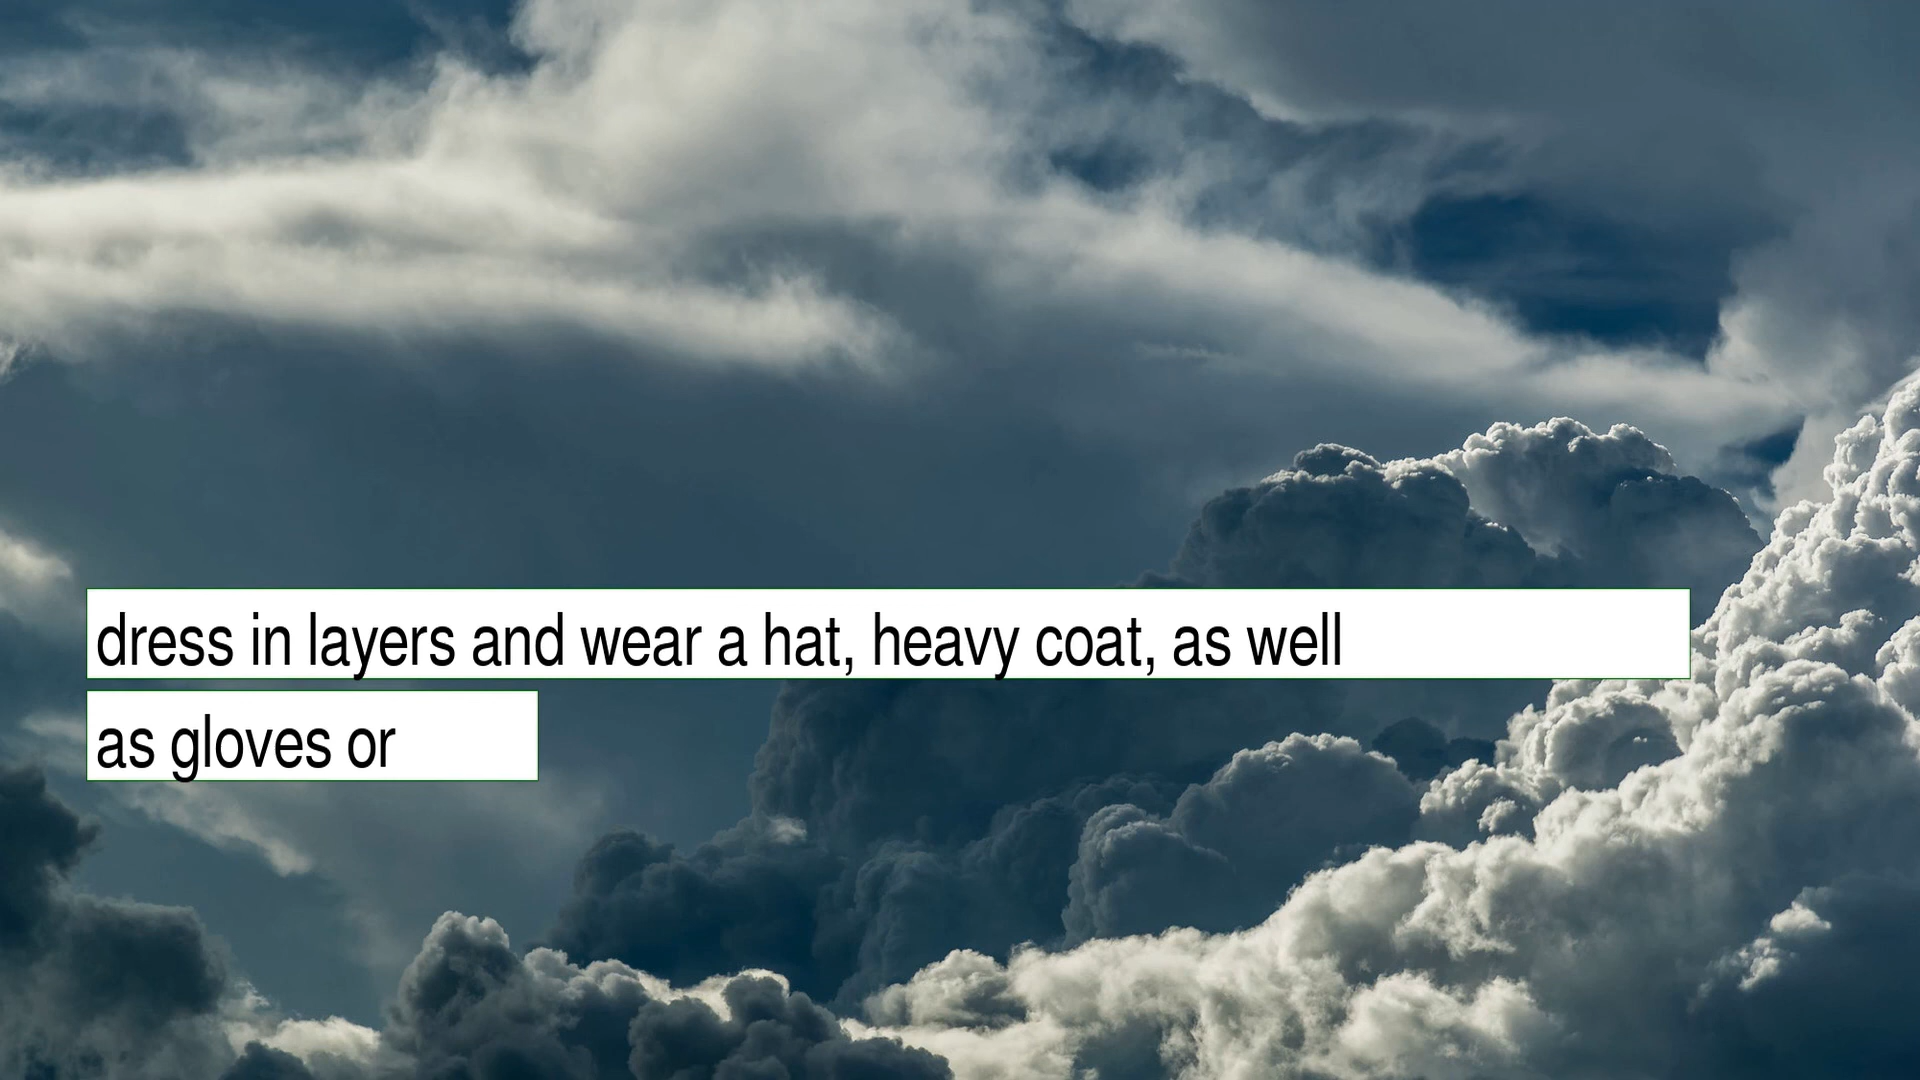 dress in layers and wear a hat, heavy coat, as well
as gloves or